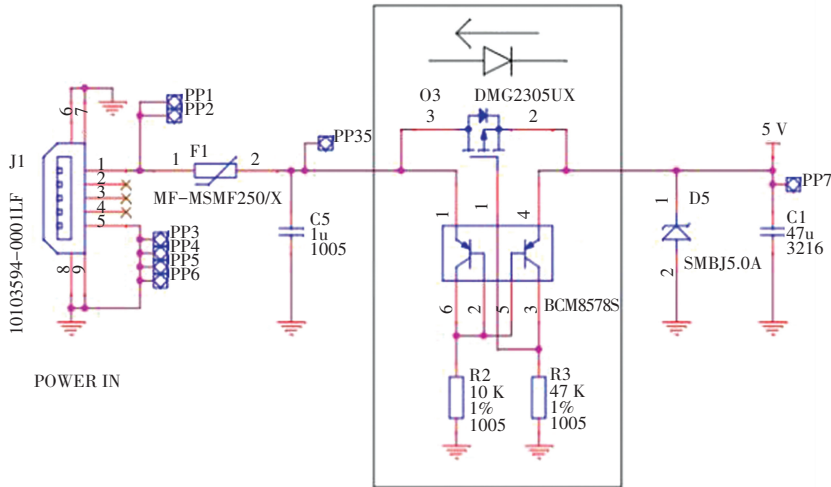 PP1
PP2
6
7
J1
1
2
3
4
5
F1
1
2
MF-MSMF250/X
PP35
PP3
PP4
PP5
PP6
8
9
10103594-0001LF
POWER IN
C5
1u
1005
O3
DMG2305UX
3
2
1
1
4
BCM8578S
6
2
5
3
R2
10 K
1%
1005
R3
47 K
1%
1005
5 V
PP7
D5
1
2
SMBJ5.0A
C1
47u
3216